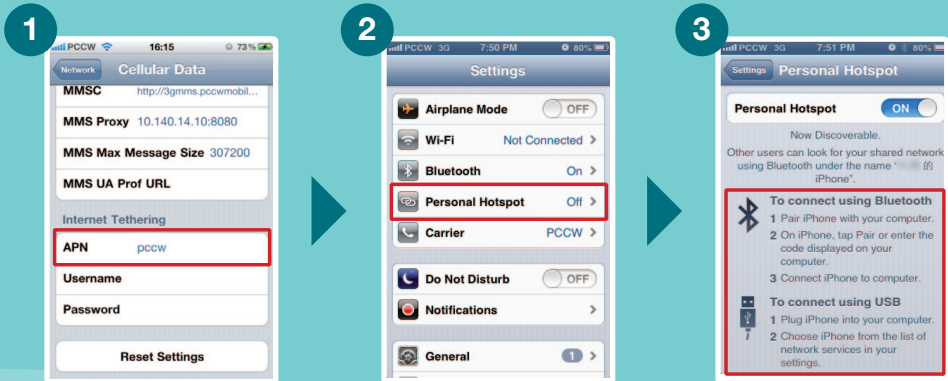 1
PCCW 16:15 73%
Network Cellular Data
MMSC http://3gmms.pccwmobil...
MMS Proxy 10.140.14.10:8080
MMS Max Message Size 307200
MMS UA Prof URL
Internet Tethering
APN pccw
Username
Password
Reset Settings
2
PCCW 3G 7:50 PM 80%
Settings
Airplane Mode OFF
Wi-Fi Not Connected
Bluetooth On
Personal Hotspot Off
Carrier PCCW
Do Not Disturb OFF
Notifications
General 1
3
PCCW 3G 7:51 PM 80%
Settings Personal Hotspot
Personal Hotspot ON
Now Discoverable.
Other users can look for your shared network
using Bluetooth under the name “ 的
iPhone”.
To connect using Bluetooth
1 Pair iPhone with your computer.
2 On iPhone, tap Pair or enter the
code displayed on your
computer.
3 Connect iPhone to computer.
To connect using USB
1 Plug iPhone into your computer.
2 Choose iPhone from the list of
network services in your
settings.